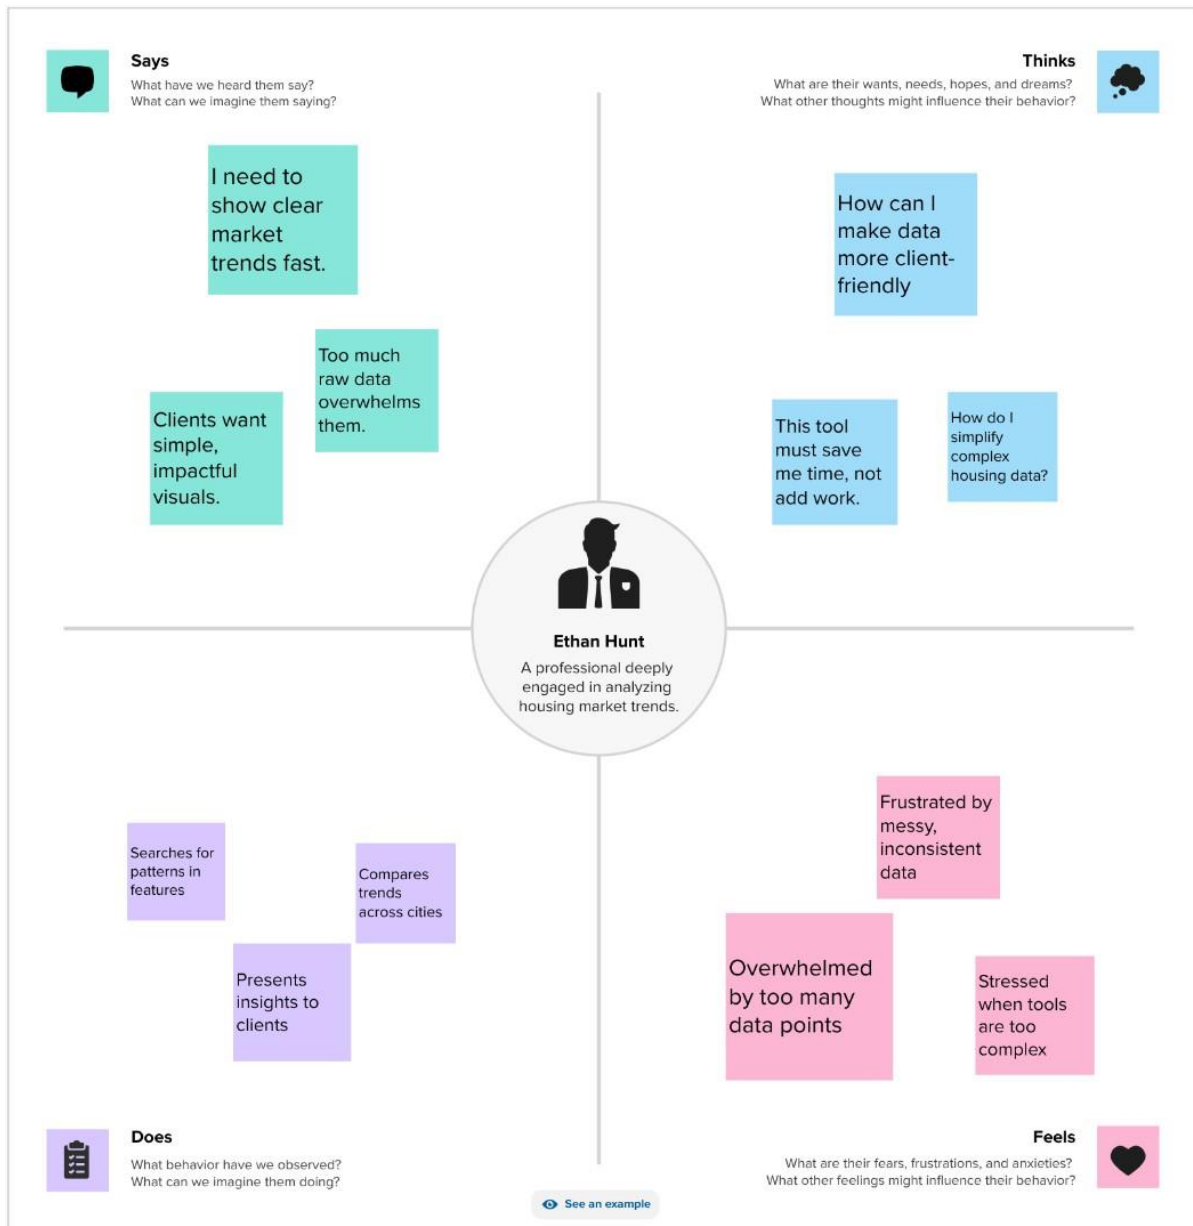 Says
What have we heard them say?
What can we imagine them saying?
Thinks
What are their wants, needs, hopes, and dreams?
What other thoughts might influence their behavior?
I need to
show clear
market
trends fast.
Too much
raw data
overwhelms
them.
Clients want
simple,
impactful
visuals.
How can I
make data
more client-
friendly
This tool
must save
me time, not
add work.
How do I
simplify
complex
housing data?
Ethan Hunt
A professional deeply
engaged in analyzing
housing market trends.
Searches for
patterns in
features
Compares
trends
across cities
Presents
insights to
clients
Frustrated by
messy,
inconsistent
data
Overwhelmed
by too many
data points
Stressed
when tools
are too
complex
Does
What behavior have we observed?
What can we imagine them doing?
Feels
What are their fears, frustrations, and anxieties?
What other feelings might influence their behavior?
See an example